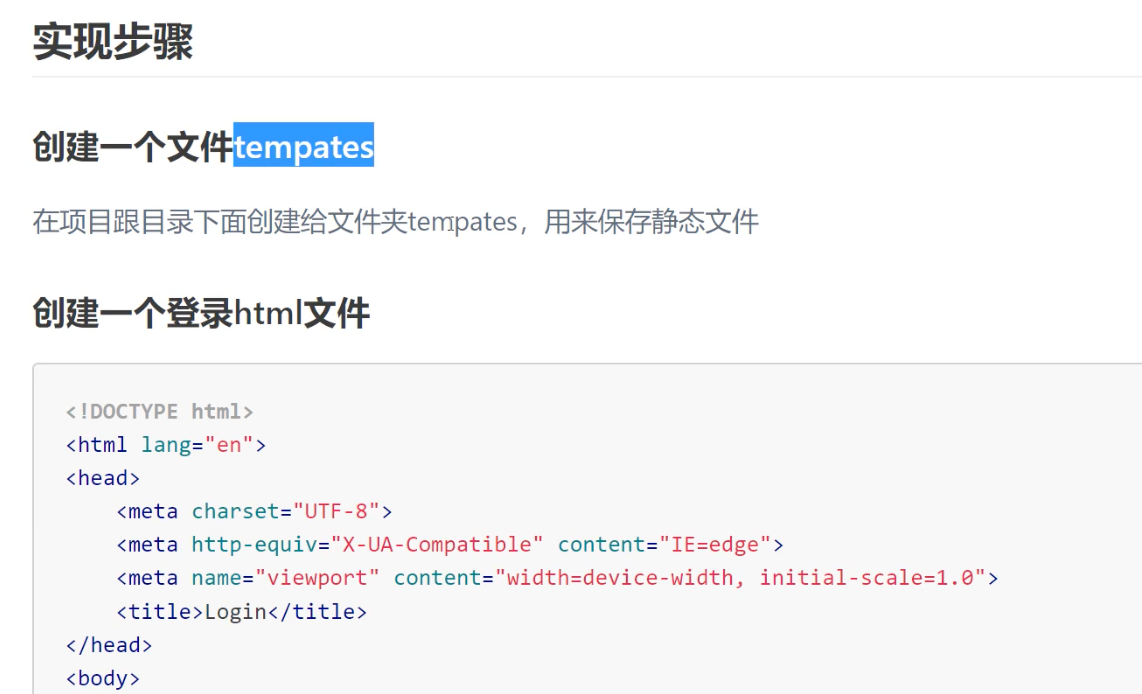 实现步骤
创建一个文件tempates
在项目跟目录下面创建给文件夹tempates，用来保存静态文件
创建一个登录html文件
<!DOCTYPE html>
<html lang="en">
<head>
    <meta charset="UTF-8">
    <meta http-equiv="X-UA-Compatible" content="IE=edge">
    <meta name="viewport" content="width=device-width, initial-scale=1.0">
    <title>Login</title>
</head>
<body>